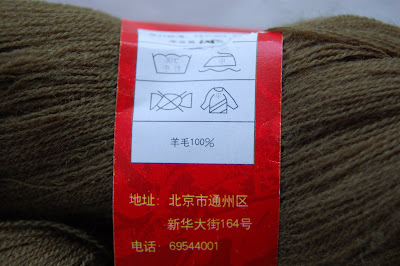 中
羊毛100%
地址: 北京市通州区
新华大街164号
电话: 69544001